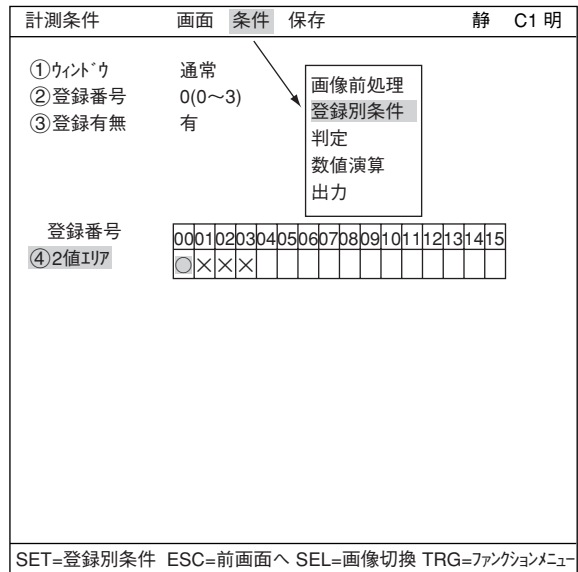 計測条件 画面 条件 保存 静 C1 明
①ウィンドウ 通常
②登録番号 0(0～3)
③登録有無 有
画像前処理
登録別条件
判定
数値演算
出力
登録番号 00 01 02 03 04 05 06 07 08 09 10 11 12 13 14 15
④2値エリア ○ × × ×
SET=登録別条件 ESC=前画面へ SEL=画像切換 TRG=ファンクションメニュー